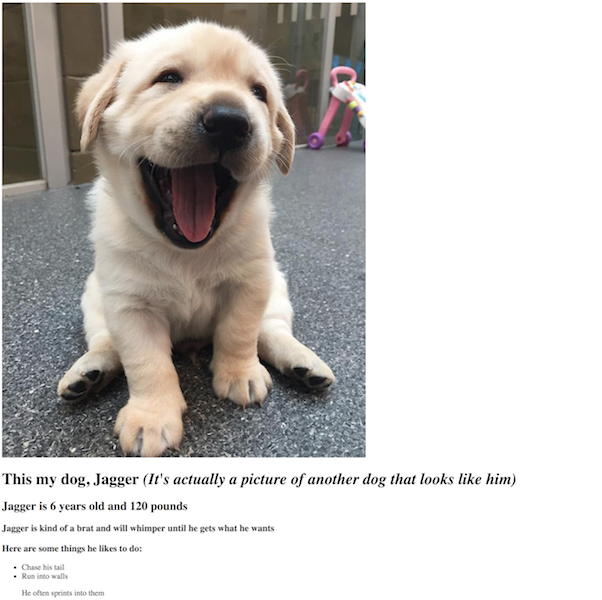 This my dog, Jagger (It's actually a picture of another dog that looks like him)
Jagger is 6 years old and 120 pounds
Jagger is kind of a brat and will whimper until he gets what he wants
Here are some things he likes to do:
• Chase his tail
• Run into walls
He often sprints into them